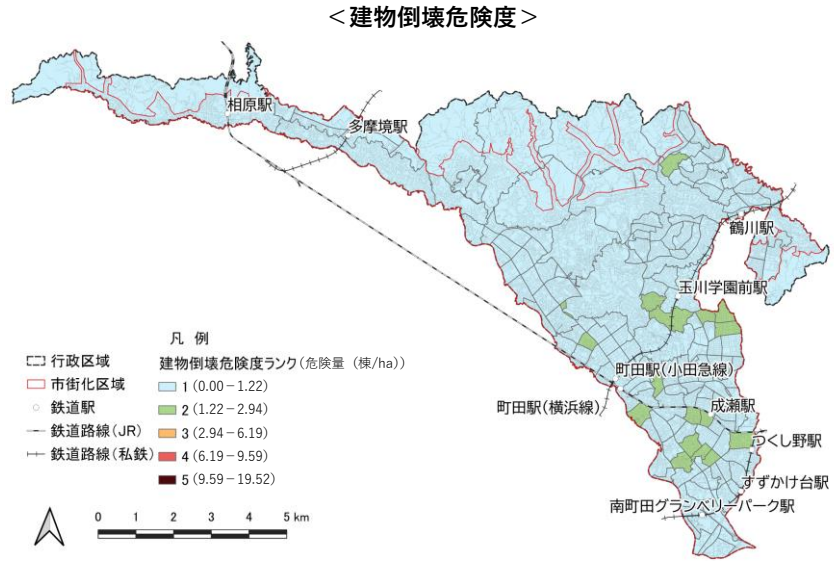 ＜建物倒壊危険度＞
相原駅
多摩境駅
鶴川駅
玉川学園前駅
町田駅(小田急線)
町田駅(横浜線)
成瀬駅
つくし野駅
すずかけ台駅
南町田グランベリーパーク駅
凡 例
行政区域
市街化区域
鉄道駅
鉄道路線(JR)
鉄道路線(私鉄)
建物倒壊危険度ランク(危険量 (棟/ha))
1 (0.00－1.22)
2 (1.22－2.94)
3 (2.94－6.19)
4 (6.19－9.59)
5 (9.59－19.52)
0 1 2 3 4 5 km